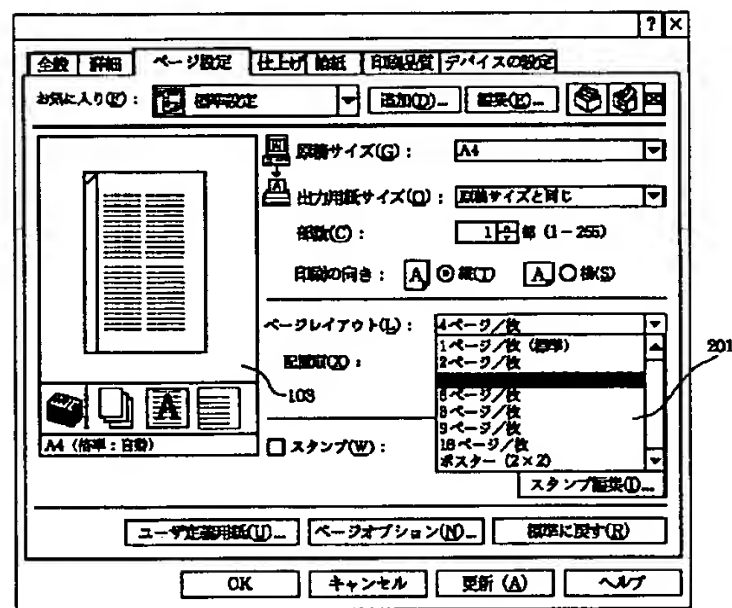 ? ×
全般 詳細 ページ設定 仕上げ 給紙 印刷品質 デバイスの設定
お気に入り(F): 標準設定 追加(D)... 編集(E)...
原稿サイズ(G): A4
出力用紙サイズ(O): 原稿サイズと同じ
部数(C): 1 部 (1-255)
印刷の向き: A 縦(T) A 横(S)
ページレイアウト(L): 4ページ/枚
1ページ/枚 (標準)
201
配置順(X): 2ページ/枚
103
6ページ/枚
8ページ/枚
9ページ/枚
16ページ/枚
A
A4 (倍率:自動)
スタンプ(W):
ポスター (2×2)
スタンプ編集(I)...
ユーザ定義用紙(U)... ページオプション(N)... 標準に戻す(R)
OK キャンセル 更新 (A) ヘルプ